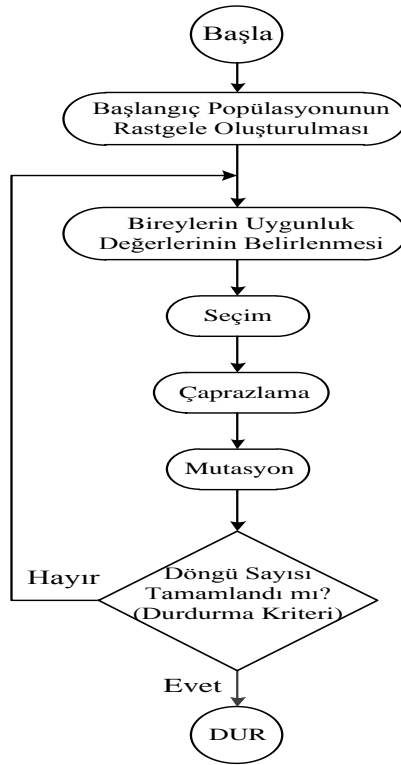 Başla
Başlangıç Popülasyonunun
Rastgele Oluşturulması
Bireylerin Uygunluk
Değerlerinin Belirlenmesi
Seçim
Çaprazlama
Mutasyon
Hayır
Döngü Sayısı
Tamamlandı mı?
(Durdurma Kriteri)
Evet
DUR